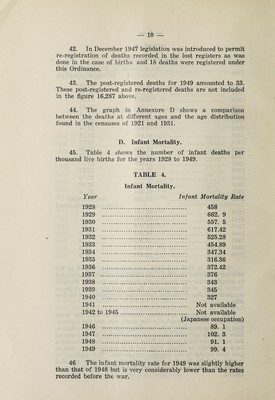 — 10 —
42. In December 1947 legislation was introduced to permit
re-registration of deaths recorded in the lost registers as was
done in the case of births and 18 deaths were registered under
this Ordinance.
43. The post-registered deaths for 1949 amounted to 33.
These post-registered and re-registered deaths are not included
in the figure 16,287 above.
44. The graph in Annexure D shows a comparison
between the deaths at different ages and the age distribution
found in the censuses of 1921 and 1931.
D. Infant Mortality.
45. Table 4 shows the number of infant deaths per
thousand live births for the years 1928 to 1949.
TABLE 4.
Infant Mortality.
Year Infant Mortality Rate
1928 ........................................ 458
1929 ........................................ 662. 9
1930 ........................................ 557. 5
1931 ........................................ 617.42
1932 ........................................ 525.28
1933 ........................................ 454.89
1934 ........................................ 347.34
1935 ........................................ 316.36
1936 ........................................ 372.42
1937 ........................................ 376
1938 ........................................ 343
1939 ........................................ 345
1940 ........................................ 327
1941 ........................................ Not available
1942 to 1945 ........................................ Not available
(Japanese occupation)
1946 ........................................ 89. 1
1947 ........................................ 102. 3
1948 ........................................ 91. 1
1949 ........................................ 99. 4
46. The infant mortality rate for 1949 was slightly higher
than that of 1948 but is very considerably lower than the rates
recorded before the war.